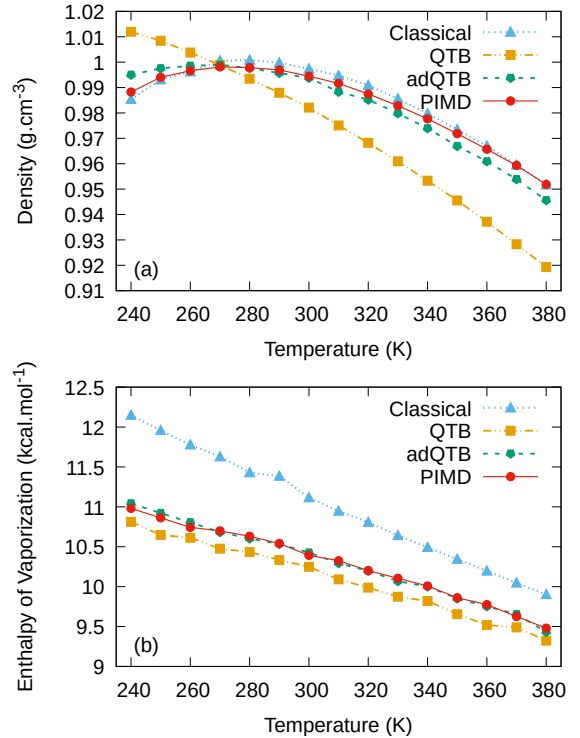 1.02
1.01
1
0.99
0.98
0.97
0.96
0.95
0.94
0.93
0.92
0.91
Density (g.cm⁻³)
Classical
QTB
adQTB
PIMD
(a)
240 260 280 300 320 340 360 380
Temperature (K)
12.5
12
11.5
11
10.5
10
9.5
9
Enthalpy of Vaporization (kcal.mol⁻¹)
Classical
QTB
adQTB
PIMD
(b)
240 260 280 300 320 340 360 380
Temperature (K)